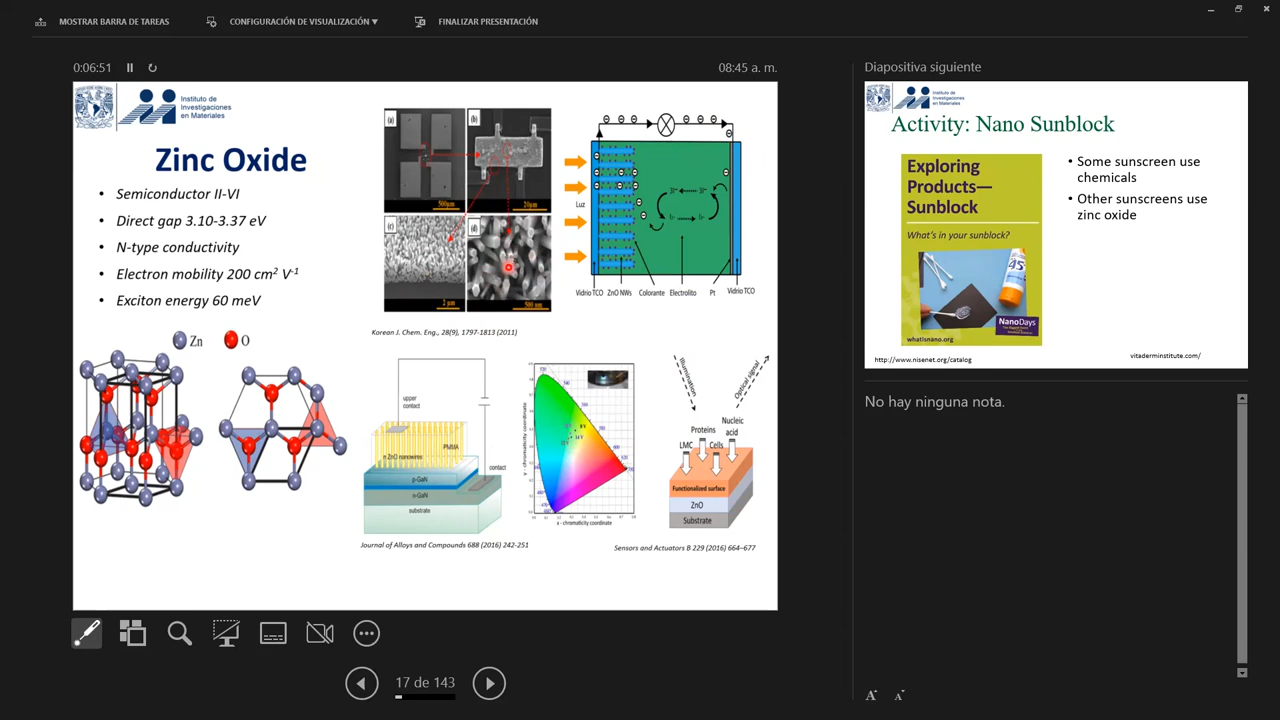 MOSTRAR BARRA DE TAREAS
CONFIGURACIÓN DE VISUALIZACIÓN ▼
FINALIZAR PRESENTACIÓN
0:06:51
08:45 a. m.
Instituto de
Investigaciones
en Materiales
Zinc Oxide
• Semiconductor II-VI
• Direct gap 3.10-3.37 eV
• N-type conductivity
• Electron mobility 200 cm² V⁻¹
• Exciton energy 60 meV
Zn
O
(a)
(b)
500µm
20µm
(c)
(d)
2 µm
500 nm
Korean J. Chem. Eng., 28(9), 1797-1813 (2011)
Luz
Vidrio TCO
ZnO NWs
Colorante
Electrolito
Pt
Vidrio TCO
upper
contact
PMMA
n ZnO nanowires
contact
p-GaN
n-GaN
substrate
y - chromaticity coordinate
x - chromaticity coordinate
Journal of Alloys and Compounds 688 (2016) 242-251
Illumination
Optical signal
Nucleic
acid
Proteins
LMC
Cells
Functionalized surface
ZnO
Substrate
Sensors and Actuators B 229 (2016) 664–677
17 de 143
Diapositiva siguiente
Instituto de
Investigaciones
en Materiales
Activity: Nano Sunblock
Exploring
Products—
Sunblock
What's in your sunblock?
45
NanoDays
whatisnano.org
• Some sunscreen use
chemicals
• Other sunscreens use
zinc oxide
http://www.nisenet.org/catalog
vitaderminstitute.com/
No hay ninguna nota.
A
A